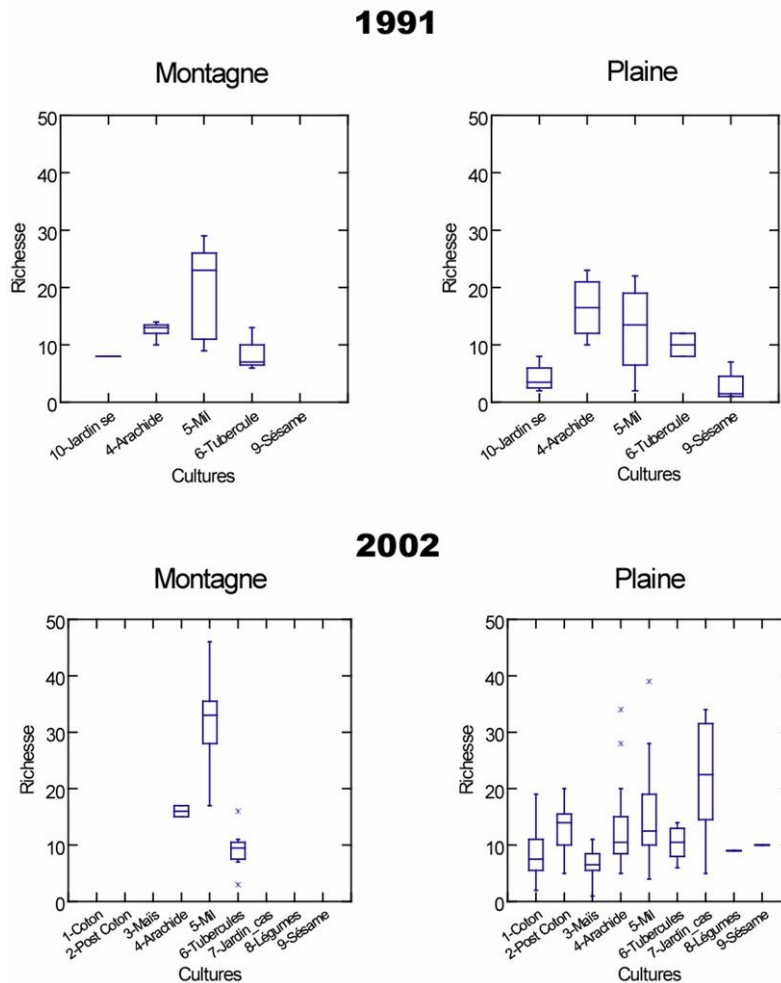 1991
Montagne
Plaine
50
40
30
20
10
0
Richesse
10-Jardin se
4-Arachide
5-Mil
6-Tubercule
9-Sésame
Cultures
50
40
30
20
10
0
Richesse
10-Jardin se
4-Arachide
5-Mil
6-Tubercule
9-Sésame
Cultures
2002
Montagne
Plaine
50
40
30
20
10
0
Richesse
1-Coton
2-Post Coton
3-Maïs
4-Arachide
5-Mil
6-Tubercules
7-Jardin_cas
8-Légumes
9-Sésame
Cultures
50
40
30
20
10
0
Richesse
1-Coton
2-Post Coton
3-Maïs
4-Arachide
5-Mil
6-Tubercules
7-Jardin_cas
8-Légumes
9-Sésame
Cultures